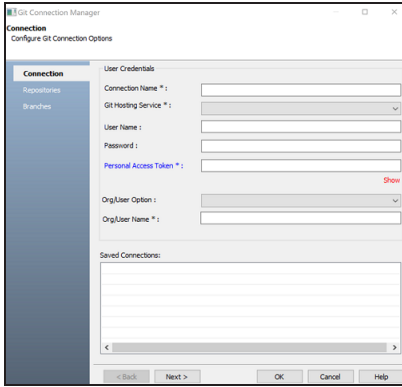 Git Connection Manager
Connection
Configure Git Connection Options
Connection
Repositories
Branches
User Credentials
Connection Name * :
Git Hosting Service * :
User Name :
Password :
Personal Access Token * :
Show
Org/User Option :
Org/User Name * :
Saved Connections:
< Back
Next >
OK
Cancel
Help